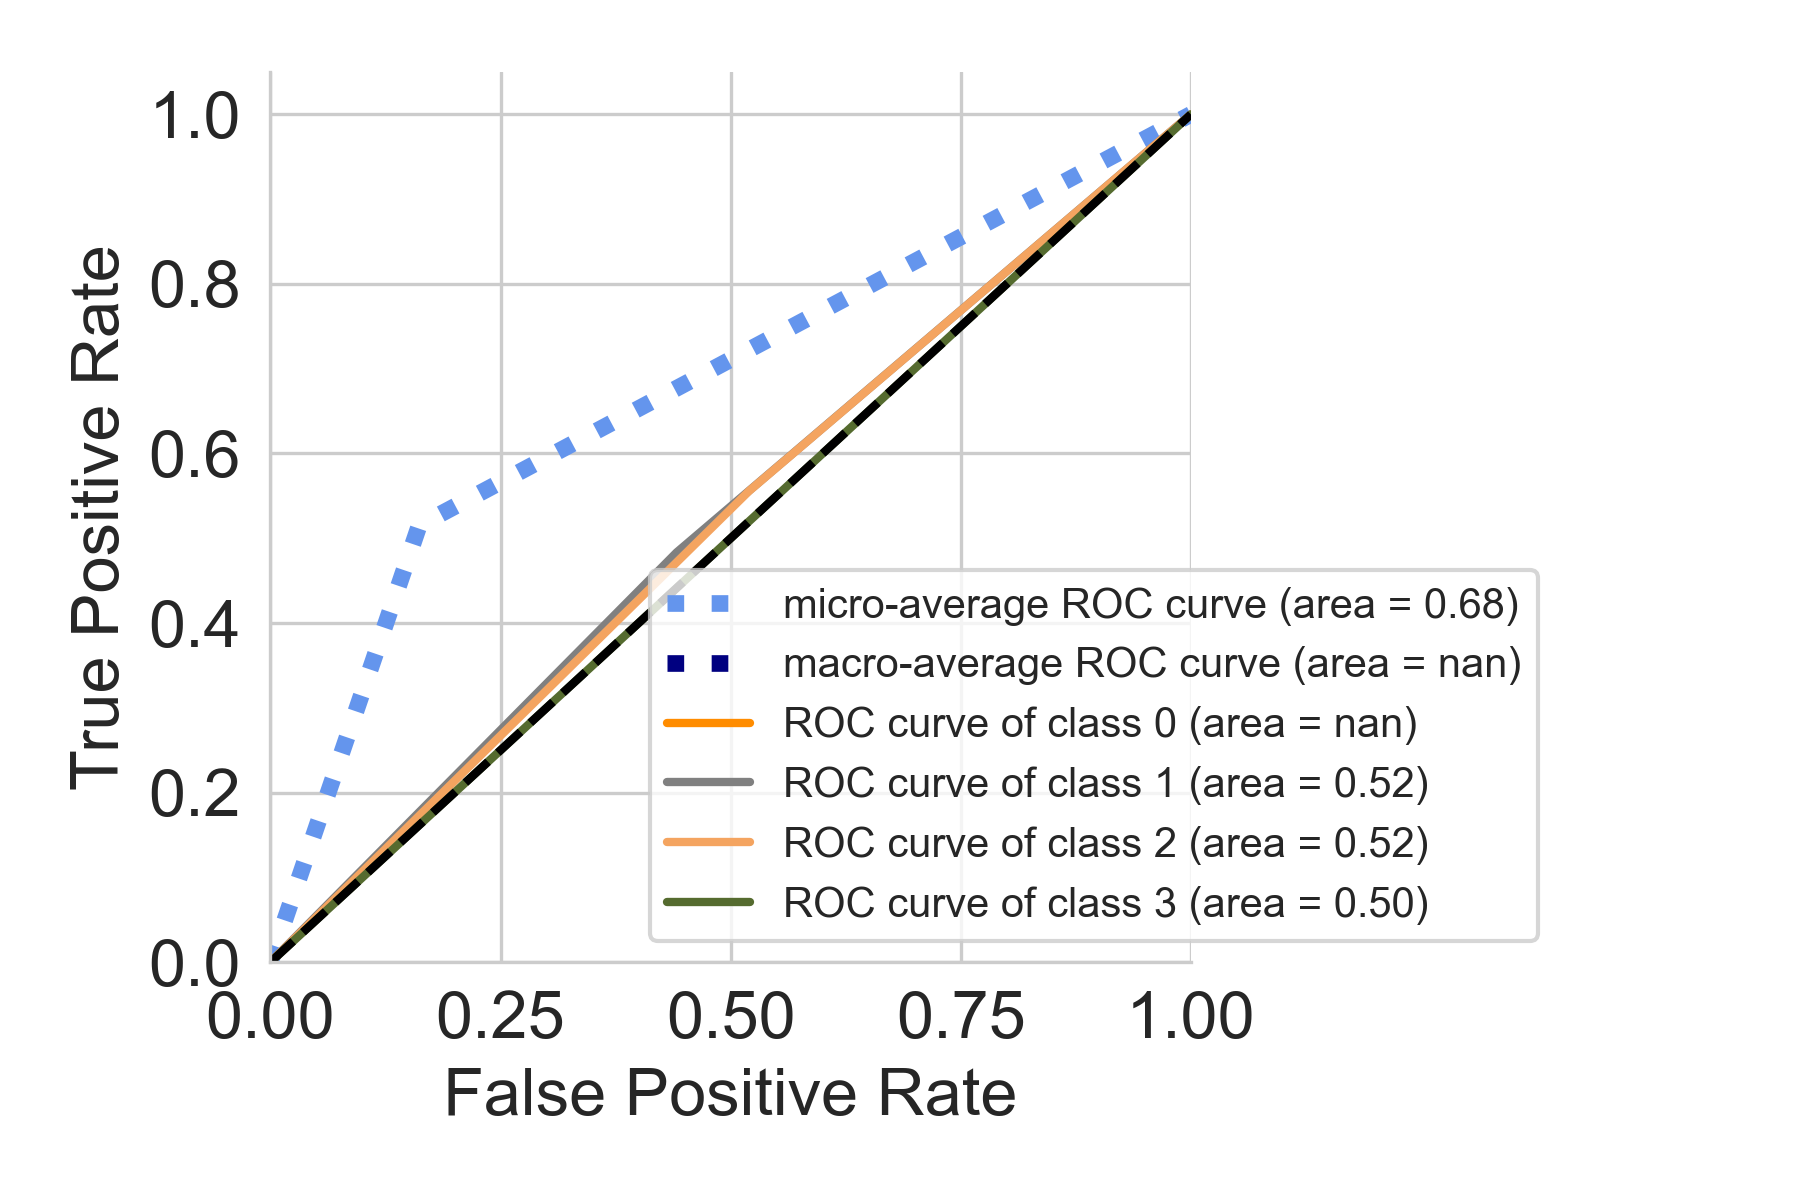 True Positive Rate
1.0
0.8
0.6
0.4
0.2
0.0
0.00 0.25 0.50 0.75 1.00
False Positive Rate
micro-average ROC curve (area = 0.68)
macro-average ROC curve (area = nan)
ROC curve of class 0 (area = nan)
ROC curve of class 1 (area = 0.52)
ROC curve of class 2 (area = 0.52)
ROC curve of class 3 (area = 0.50)